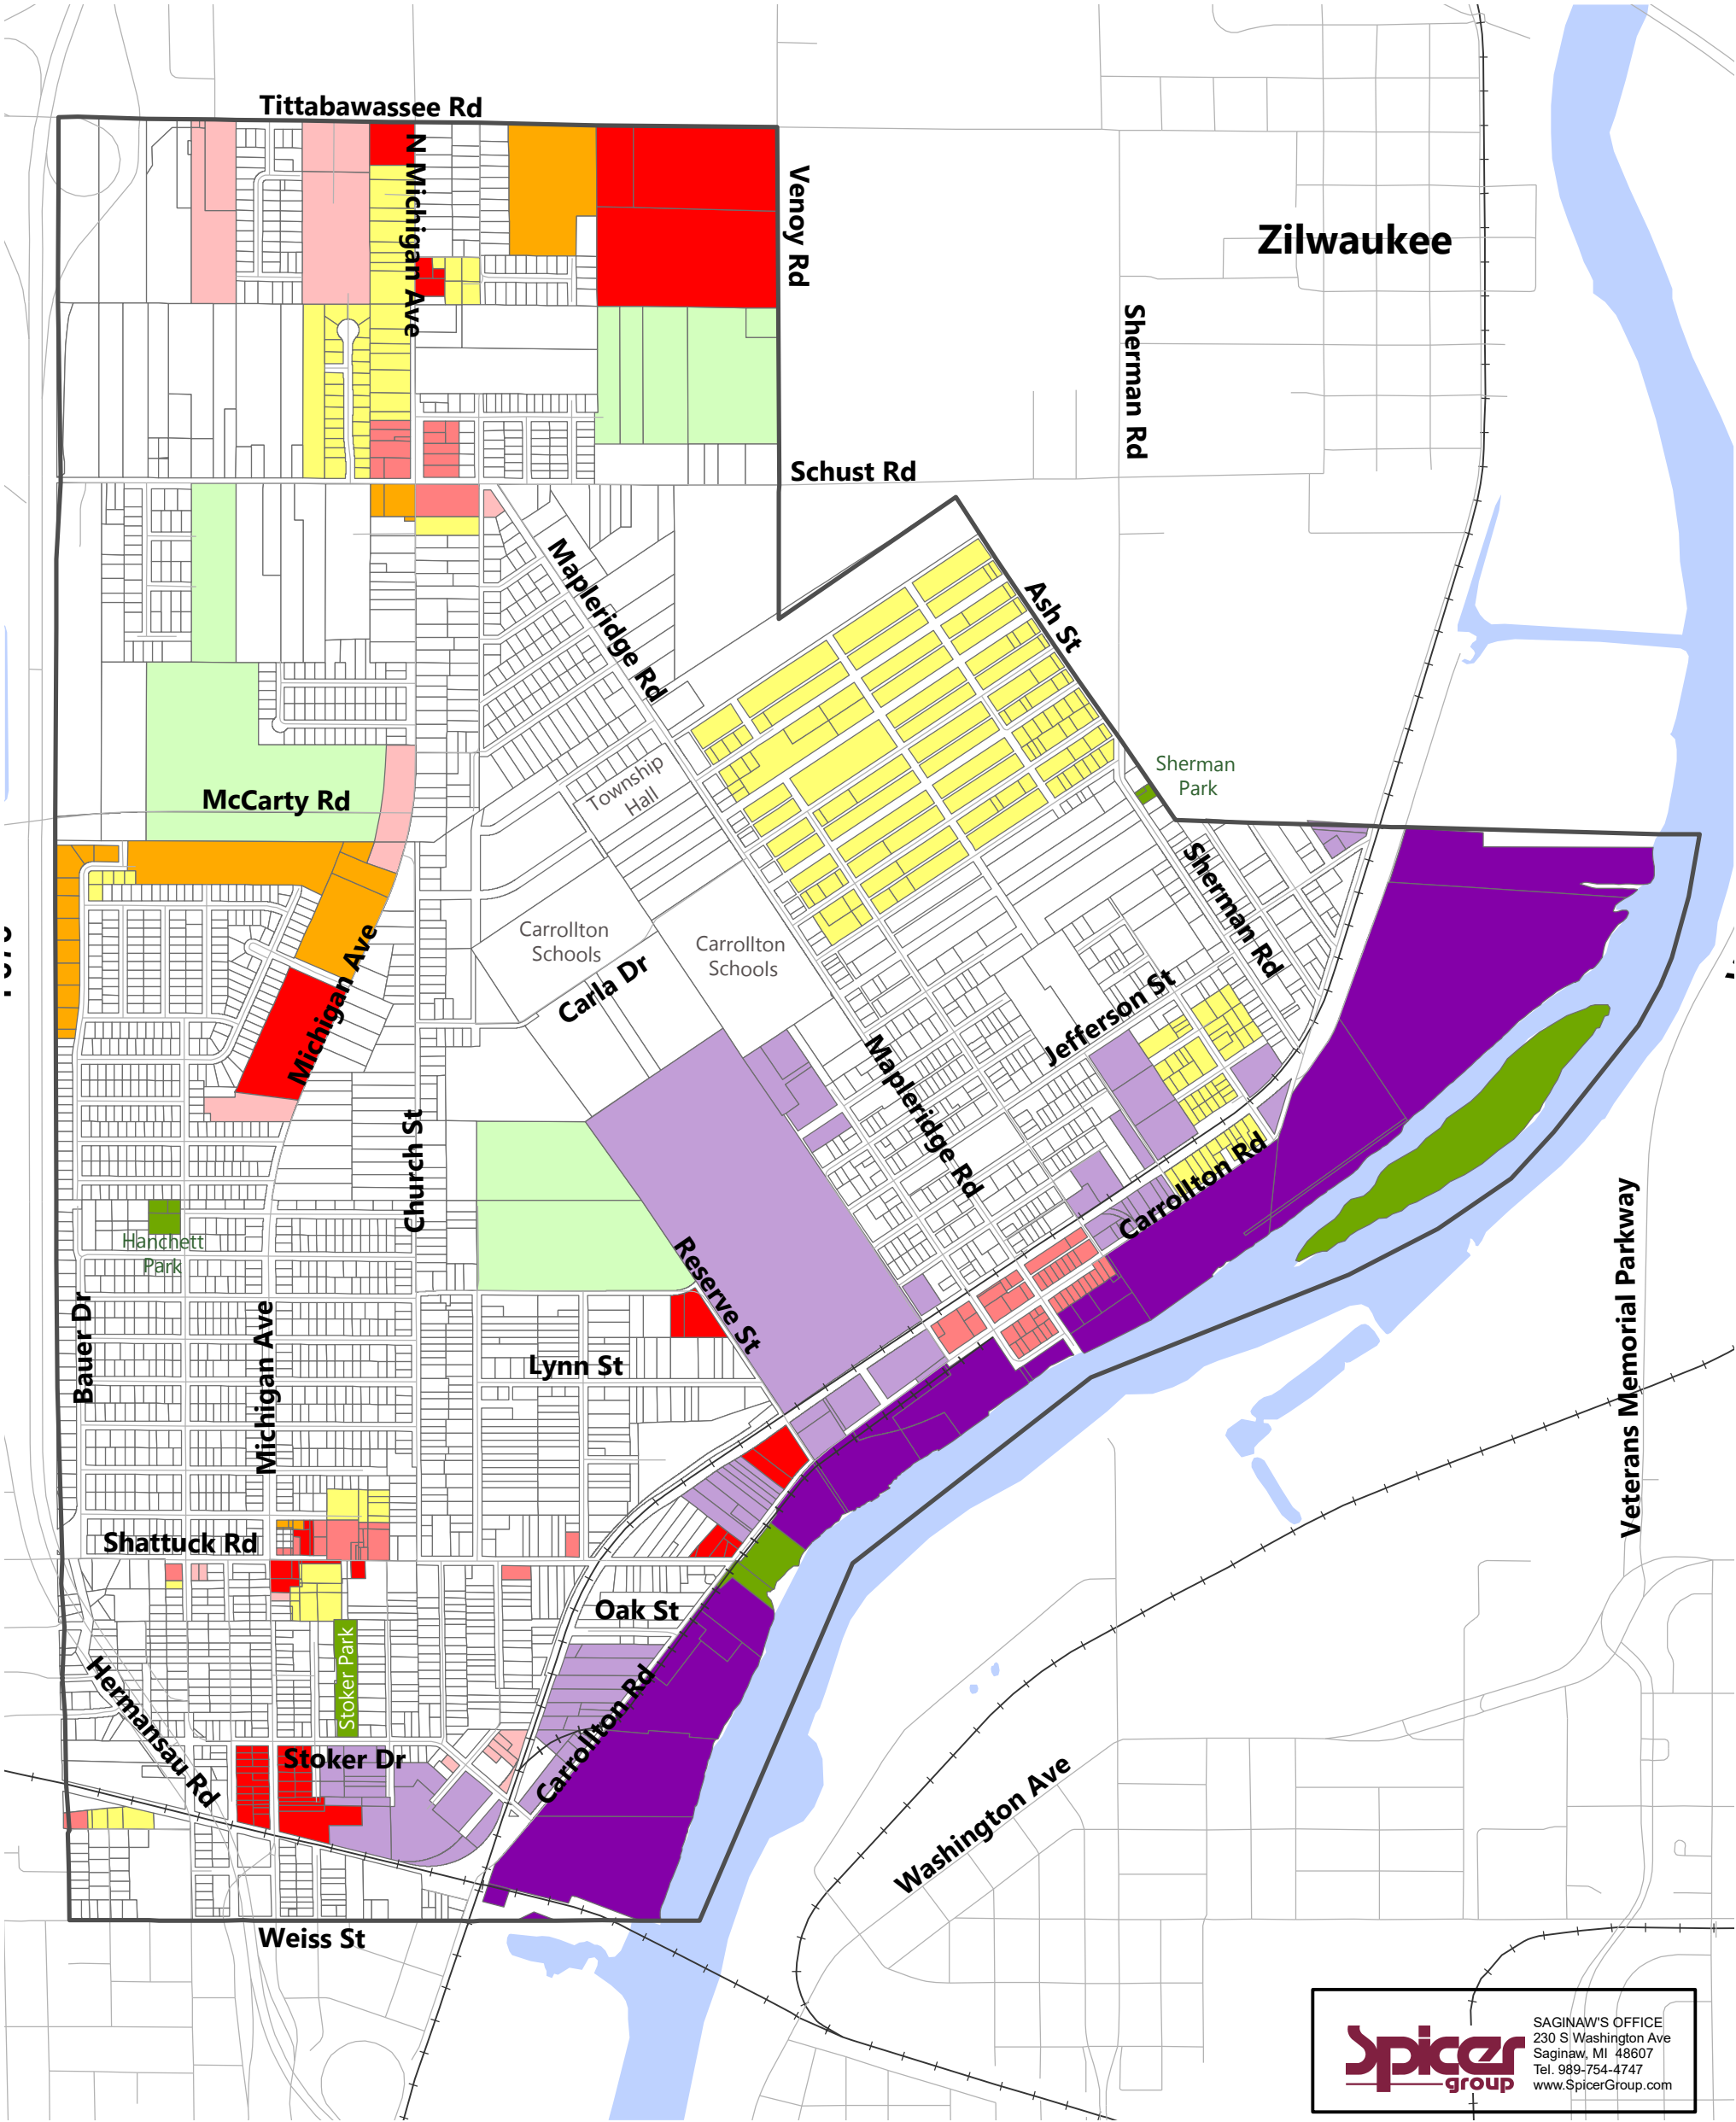 Tittabawassee Rd
N Michigan Ave
Venoy Rd
Zilwaukee
Sherman Rd
Schust Rd
Mapleridge Rd
Ash St
Township
Hall
Sherman
Park
McCarty Rd
Sherman Rd
Carrollton
Schools
Carrollton
Schools
Carla Dr
Michigan Ave
Jefferson St
Mapleridge Rd
Church St
Carrollton Rd
Hanchett
Park
Reserve St
Veterans Memorial Parkway
Bauer Dr
Michigan Ave
Lynn St
Shattuck Rd
Oak St
Stoker Park
Hermansau Rd
Carrollton Rd
Stoker Dr
Washington Ave
Weiss St
Spicer
group
SAGINAW'S OFFICE
230 S Washington Ave
Saginaw, MI 48607
Tel. 989-754-4747
www.SpicerGroup.com